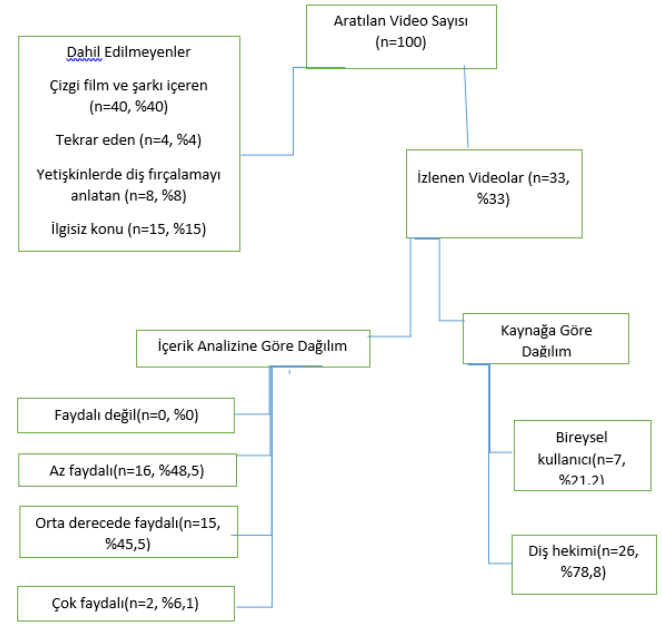 Aratılan Video Sayısı
(n=100)
Dahil Edilmeyenler
Çizgi film ve şarkı içeren
(n=40, %40)
Tekrar eden (n=4, %4)
Yetişkinlerde diş fırçalamayı
anlatan (n=8, %8)
İlgisiz konu (n=15, %15)
İzlenen Videolar (n=33,
%33)
İçerik Analizine Göre Dağılım
Kaynağa Göre
Dağılım
Faydalı değil(n=0, %0)
Az faydalı(n=16, %48,5)
Orta derecede faydalı(n=15,
%45,5)
Çok faydalı(n=2, %6,1)
Bireysel
kullanıcı(n=7,
%21,2)
Diş hekimi(n=26,
%78,8)